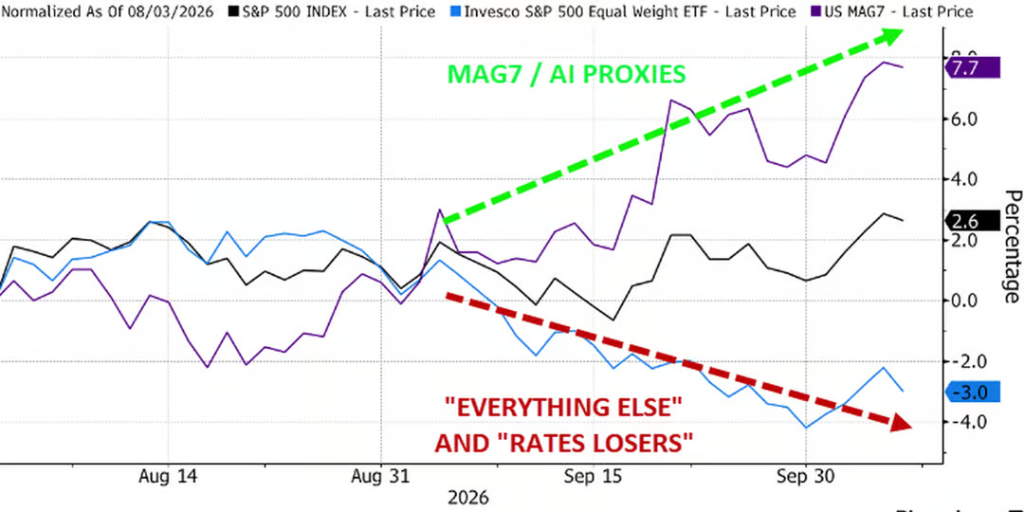 Normalized As Of 08/03/2026 S&P 500 INDEX - Last Price Invesco S&P 500 Equal Weight ETF - Last Price US MAG7 - Last Price
MAG7 / AI PROXIES
8.0
7.7
6.0
4.0
2.6
2.0
0.0
-2.0
-3.0
-4.0
Percentage
"EVERYTHING ELSE"
AND "RATES LOSERS"
Aug 14 Aug 31 Sep 15 Sep 30
2026